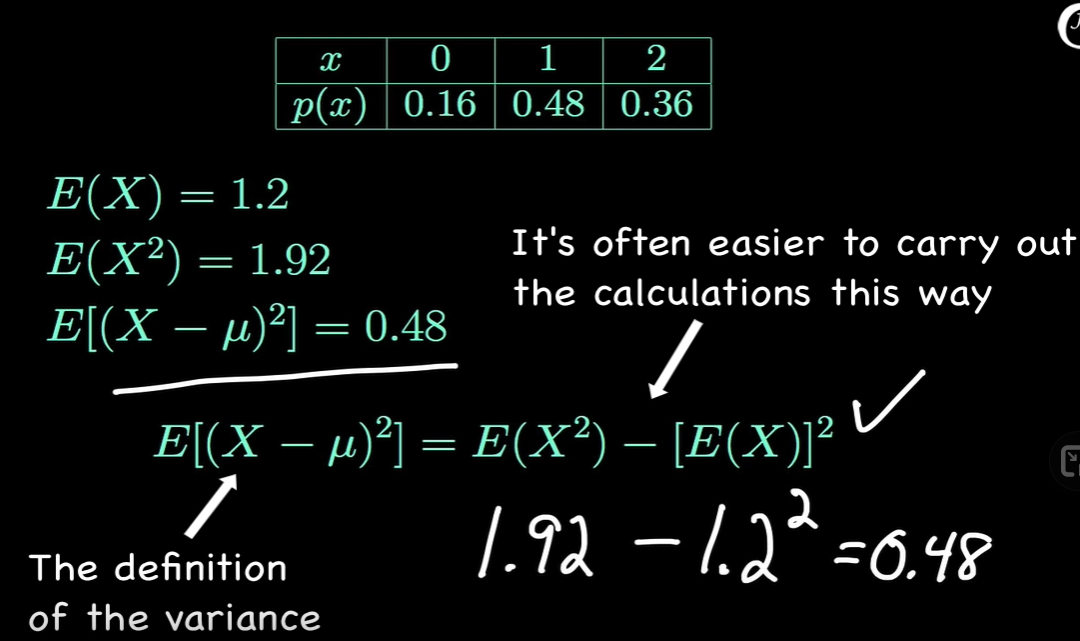 x 0 1 2
p(x) 0.16 0.48 0.36
E(X) = 1.2
E(X²) = 1.92
E[(X − μ)²] = 0.48
It's often easier to carry out
the calculations this way
E[(X − μ)²] = E(X²) − [E(X)]²
1.92 − 1.2² = 0.48
The definition
of the variance